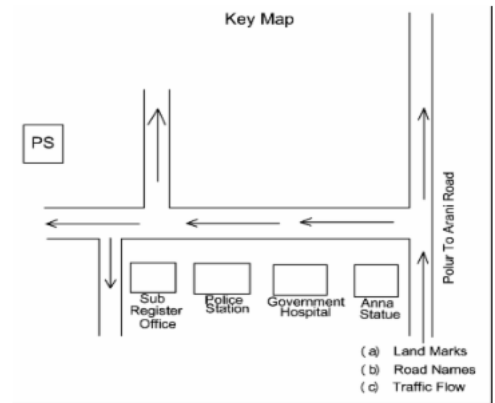 Key Map
PS
Polur To Arani Road
Sub
Register
Office
Police
Station
Government
Hospital
Anna
Statue
(a) Land Marks
(b) Road Names
(c) Traffic Flow